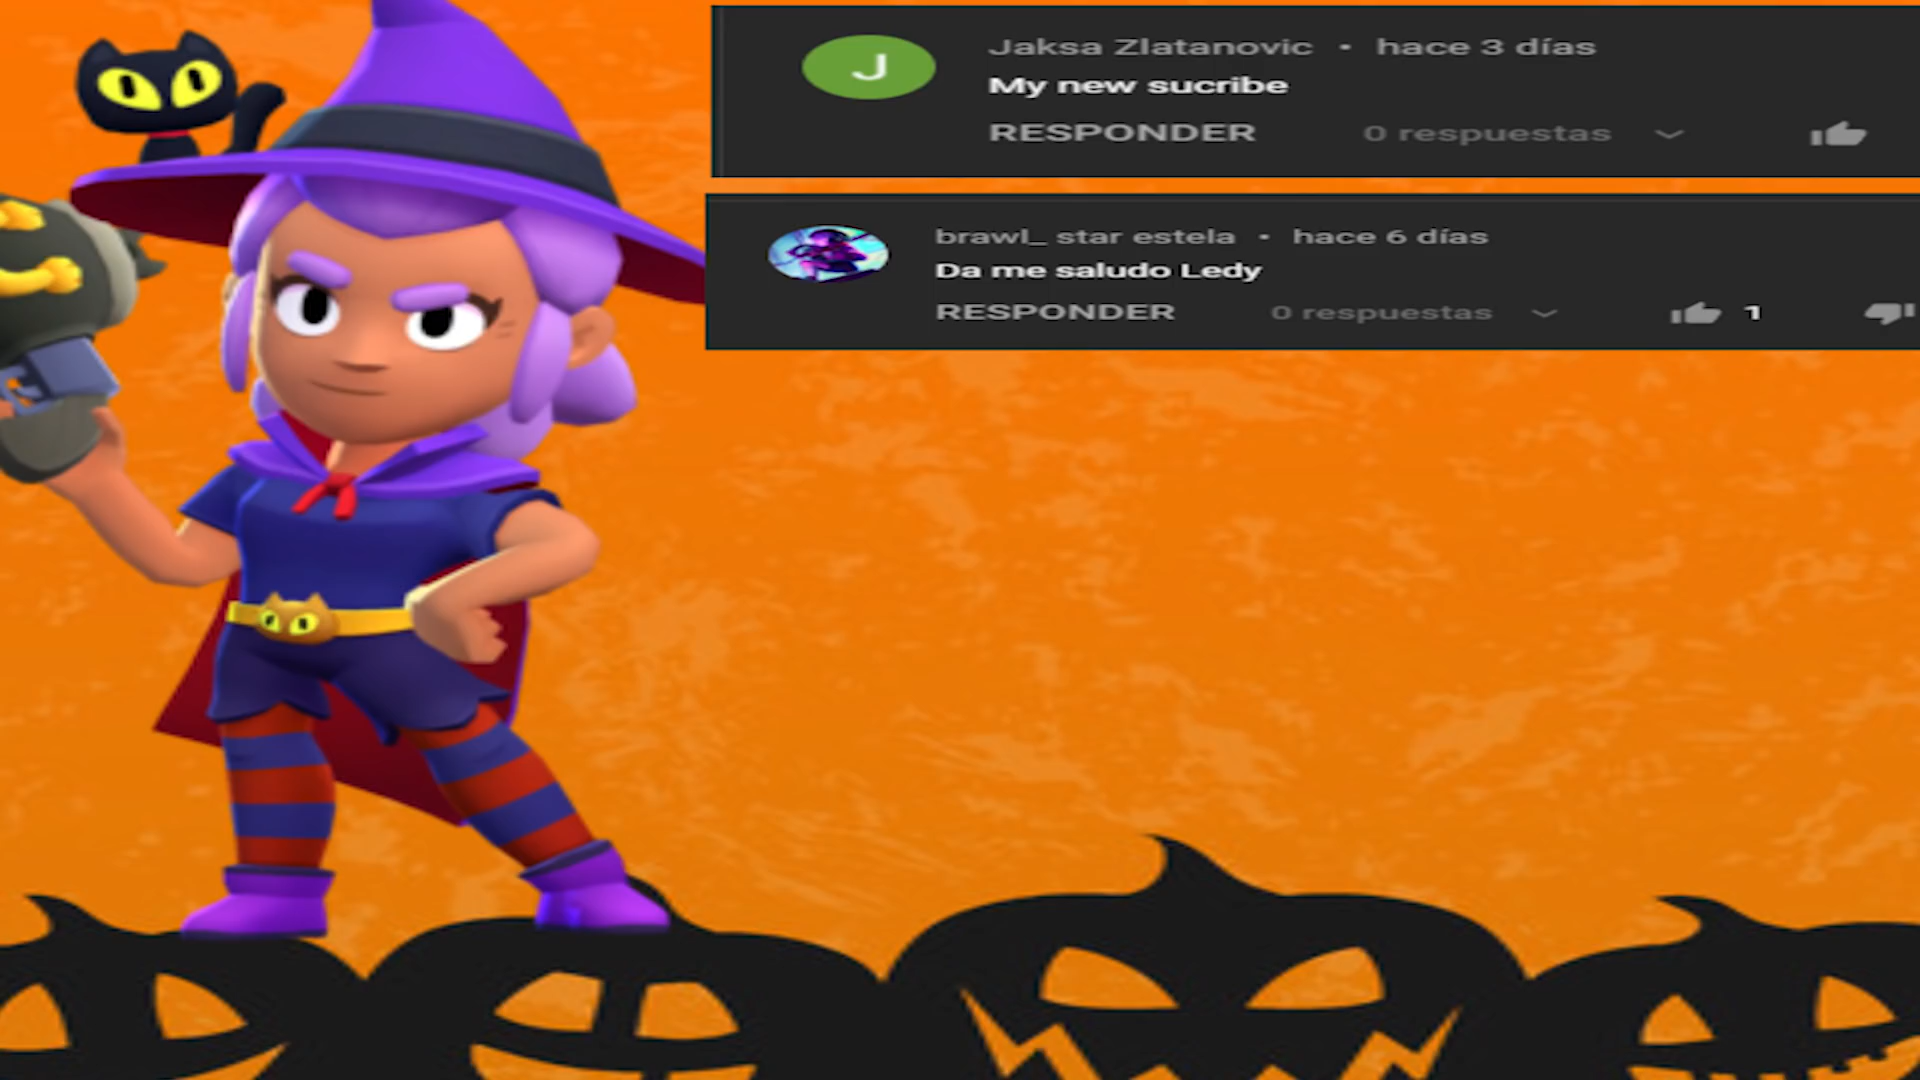 Jaksa Zlatanovic • hace 3 días
My new sucribe
RESPONDER 0 respuestas
brawl_ star estela • hace 6 días
Da me saludo Ledy
RESPONDER 0 respuestas 1